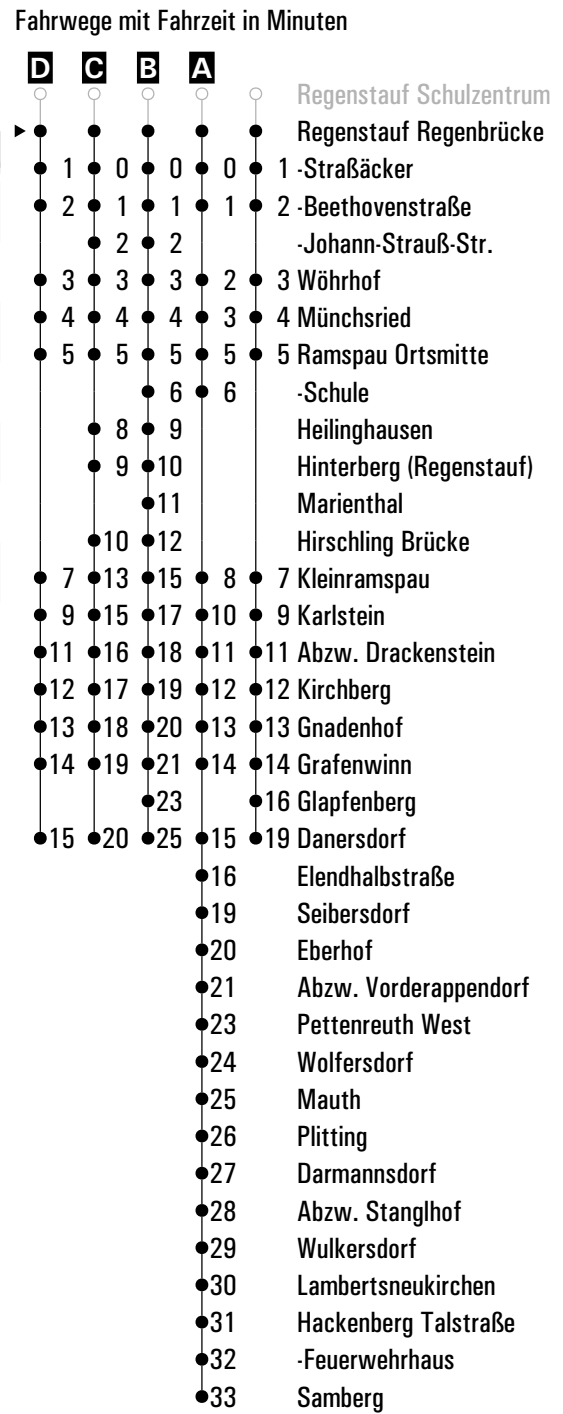 Fahrwege mit Fahrzeit in Minuten
D C B A
Regenstauf Schulzentrum
Regenstauf Regenbrücke
1 0 0 0 1 -Straßäcker
2 1 1 1 2 -Beethovenstraße
2 2 -Johann-Strauß-Str.
3 3 3 2 3 Wöhrhof
4 4 4 3 4 Münchsried
5 5 5 5 5 Ramspau Ortsmitte
6 6 -Schule
8 9 Heilinghausen
9 10 Hinterberg (Regenstauf)
11 Marienthal
10 12 Hirschling Brücke
7 13 15 8 7 Kleinramspau
9 15 17 10 9 Karlstein
11 16 18 11 11 Abzw. Drackenstein
12 17 19 12 12 Kirchberg
13 18 20 13 13 Gnadenhof
14 19 21 14 14 Grafenwinn
23 16 Glapfenberg
15 20 25 15 19 Danersdorf
16 Elendhalbstraße
19 Seibersdorf
20 Eberhof
21 Abzw. Vorderappendorf
23 Pettenreuth West
24 Wolfersdorf
25 Mauth
26 Plitting
27 Darmannsdorf
28 Abzw. Stanglhof
29 Wulkersdorf
30 Lambertsneukirchen
31 Hackenberg Talstraße
32 -Feuerwehrhaus
33 Samberg